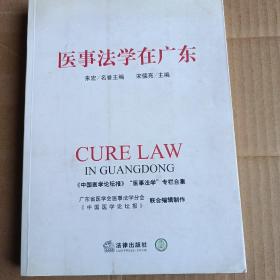 医事法学在广东
朱宏/名誉主编 宋儒亮/主编
CURE LAW
IN GUANGDONG
《中国医学论坛报》“医事法学”专栏合集
广东省医学会医事法学分会
《中国医学论坛报》
联合编辑制作
法律出版社